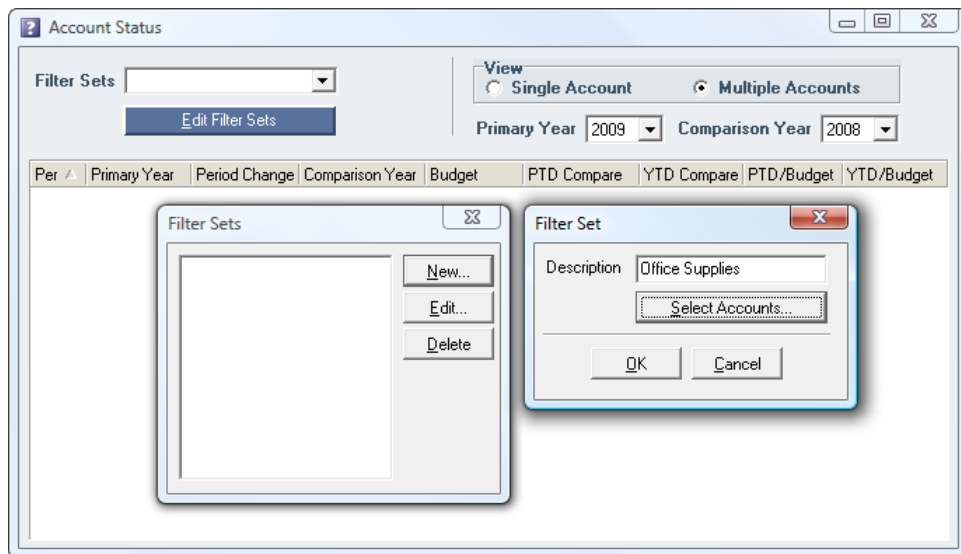 Account Status
Filter Sets
Edit Filter Sets
View
Single Account Multiple Accounts
Primary Year 2009 Comparison Year 2008
Per Primary Year Period Change Comparison Year Budget PTD Compare YTD Compare PTD/Budget YTD/Budget
Filter Sets
New...
Edit...
Delete
Filter Set
Description Office Supplies
Select Accounts...
OK Cancel